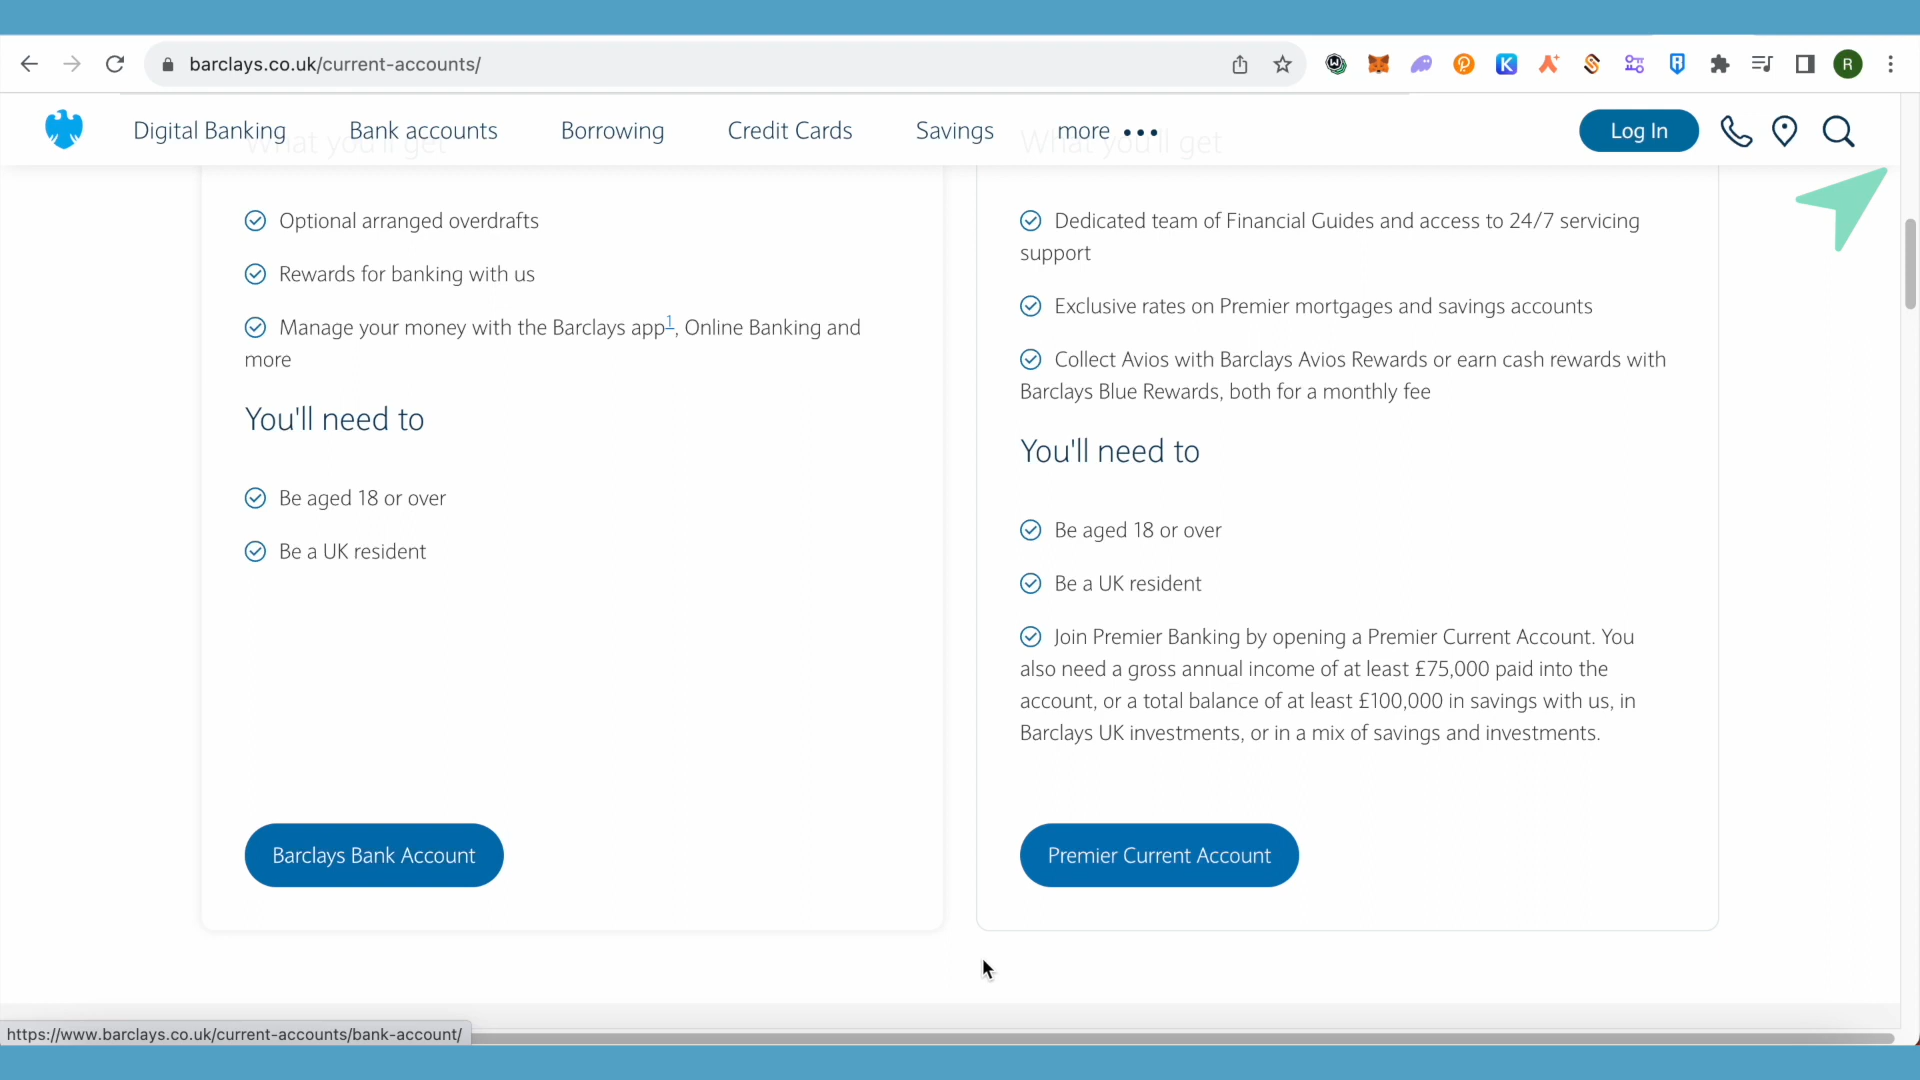 barclays.co.uk/current-accounts/
R
Digital Banking
Bank accounts
Borrowing
Credit Cards
Savings
more
Log In
What you'll get
Optional arranged overdrafts
Rewards for banking with us
Manage your money with the Barclays app1, Online Banking and
more
You'll need to
Be aged 18 or over
Be a UK resident
Barclays Bank Account
What you'll get
Dedicated team of Financial Guides and access to 24/7 servicing
support
Exclusive rates on Premier mortgages and savings accounts
Collect Avios with Barclays Avios Rewards or earn cash rewards with
Barclays Blue Rewards, both for a monthly fee
You'll need to
Be aged 18 or over
Be a UK resident
Join Premier Banking by opening a Premier Current Account. You
also need a gross annual income of at least £75,000 paid into the
account, or a total balance of at least £100,000 in savings with us, in
Barclays UK investments, or in a mix of savings and investments.
Premier Current Account
https://www.barclays.co.uk/current-accounts/bank-account/